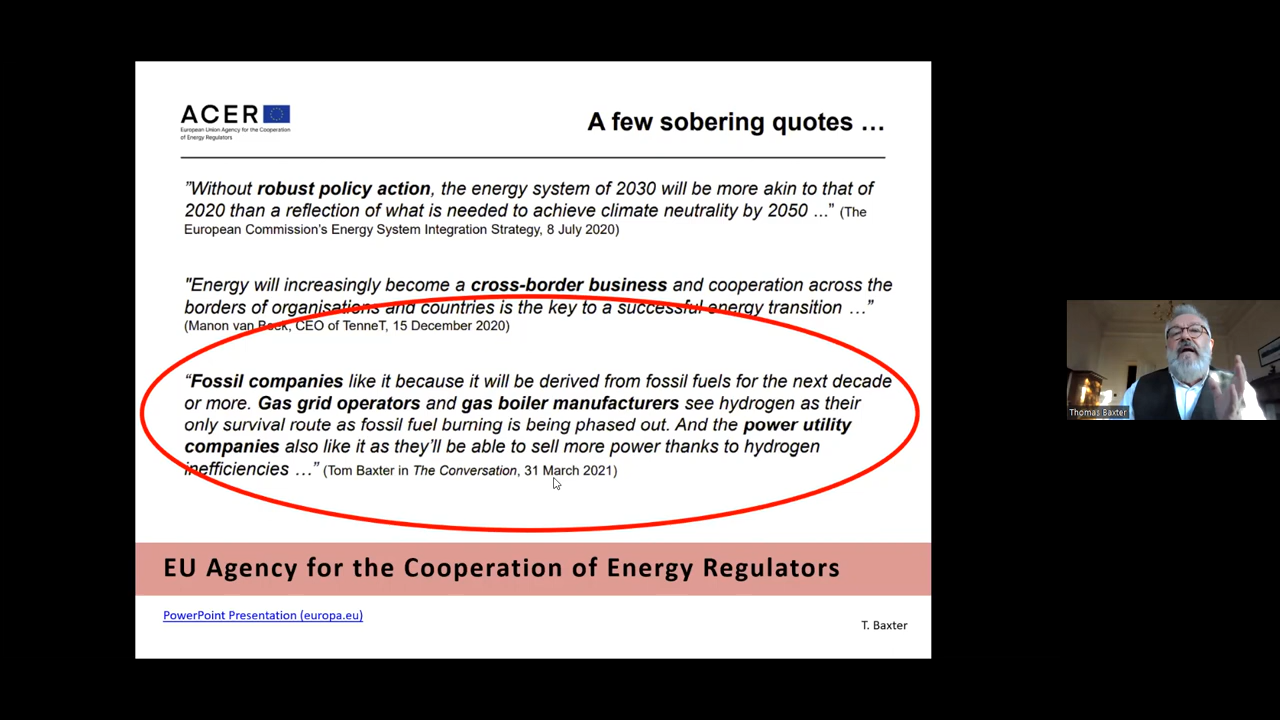 ACER
European Union Agency for the Cooperation
of Energy Regulators
A few sobering quotes …
”Without robust policy action, the energy system of 2030 will be more akin to that of
2020 than a reflection of what is needed to achieve climate neutrality by 2050 ...” (The
European Commission’s Energy System Integration Strategy, 8 July 2020)
"Energy will increasingly become a cross-border business and cooperation across the
borders of organisations and countries is the key to a successful energy transition …”
(Manon van Beek, CEO of TenneT, 15 December 2020)
“Fossil companies like it because it will be derived from fossil fuels for the next decade
or more. Gas grid operators and gas boiler manufacturers see hydrogen as their
only survival route as fossil fuel burning is being phased out. And the power utility
companies also like it as they’ll be able to sell more power thanks to hydrogen
inefficiencies …” (Tom Baxter in The Conversation, 31 March 2021)
EU Agency for the Cooperation of Energy Regulators
PowerPoint Presentation (europa.eu)
T. Baxter
Thomas Baxter